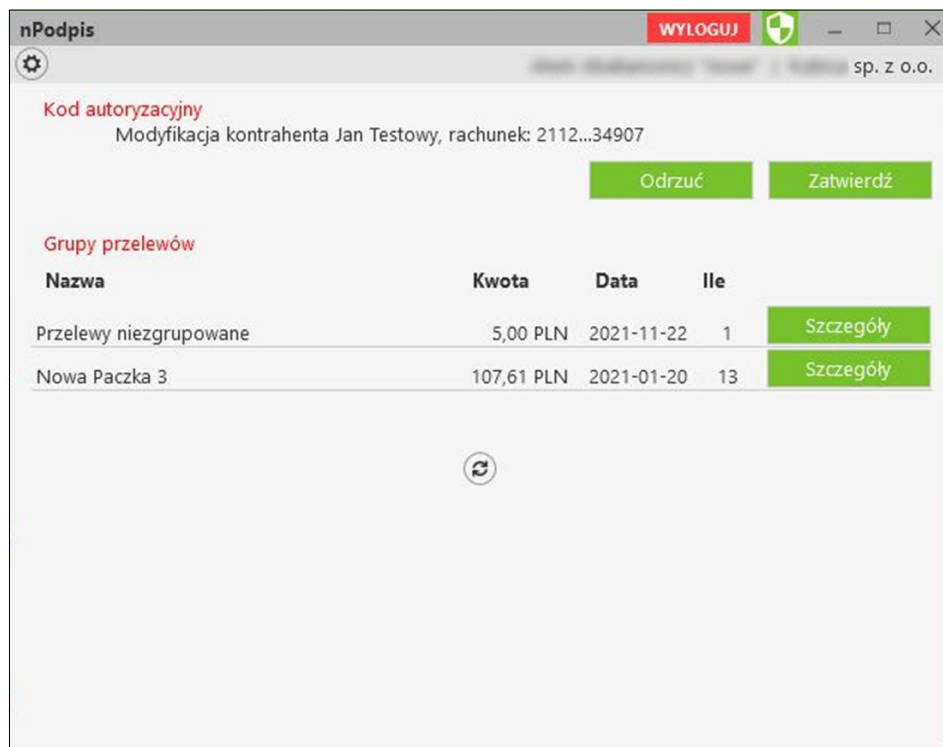 nPodpis WYLOGUJ
sp. z o.o.
Kod autoryzacyjny
Modyfikacja kontrahenta Jan Testowy, rachunek: 2112...34907
Odrzuć Zatwierdź
Grupy przelewów
Nazwa Kwota Data Ile
Przelewy niezgrupowane 5,00 PLN 2021-11-22 1 Szczegóły
Nowa Paczka 3 107,61 PLN 2021-01-20 13 Szczegóły